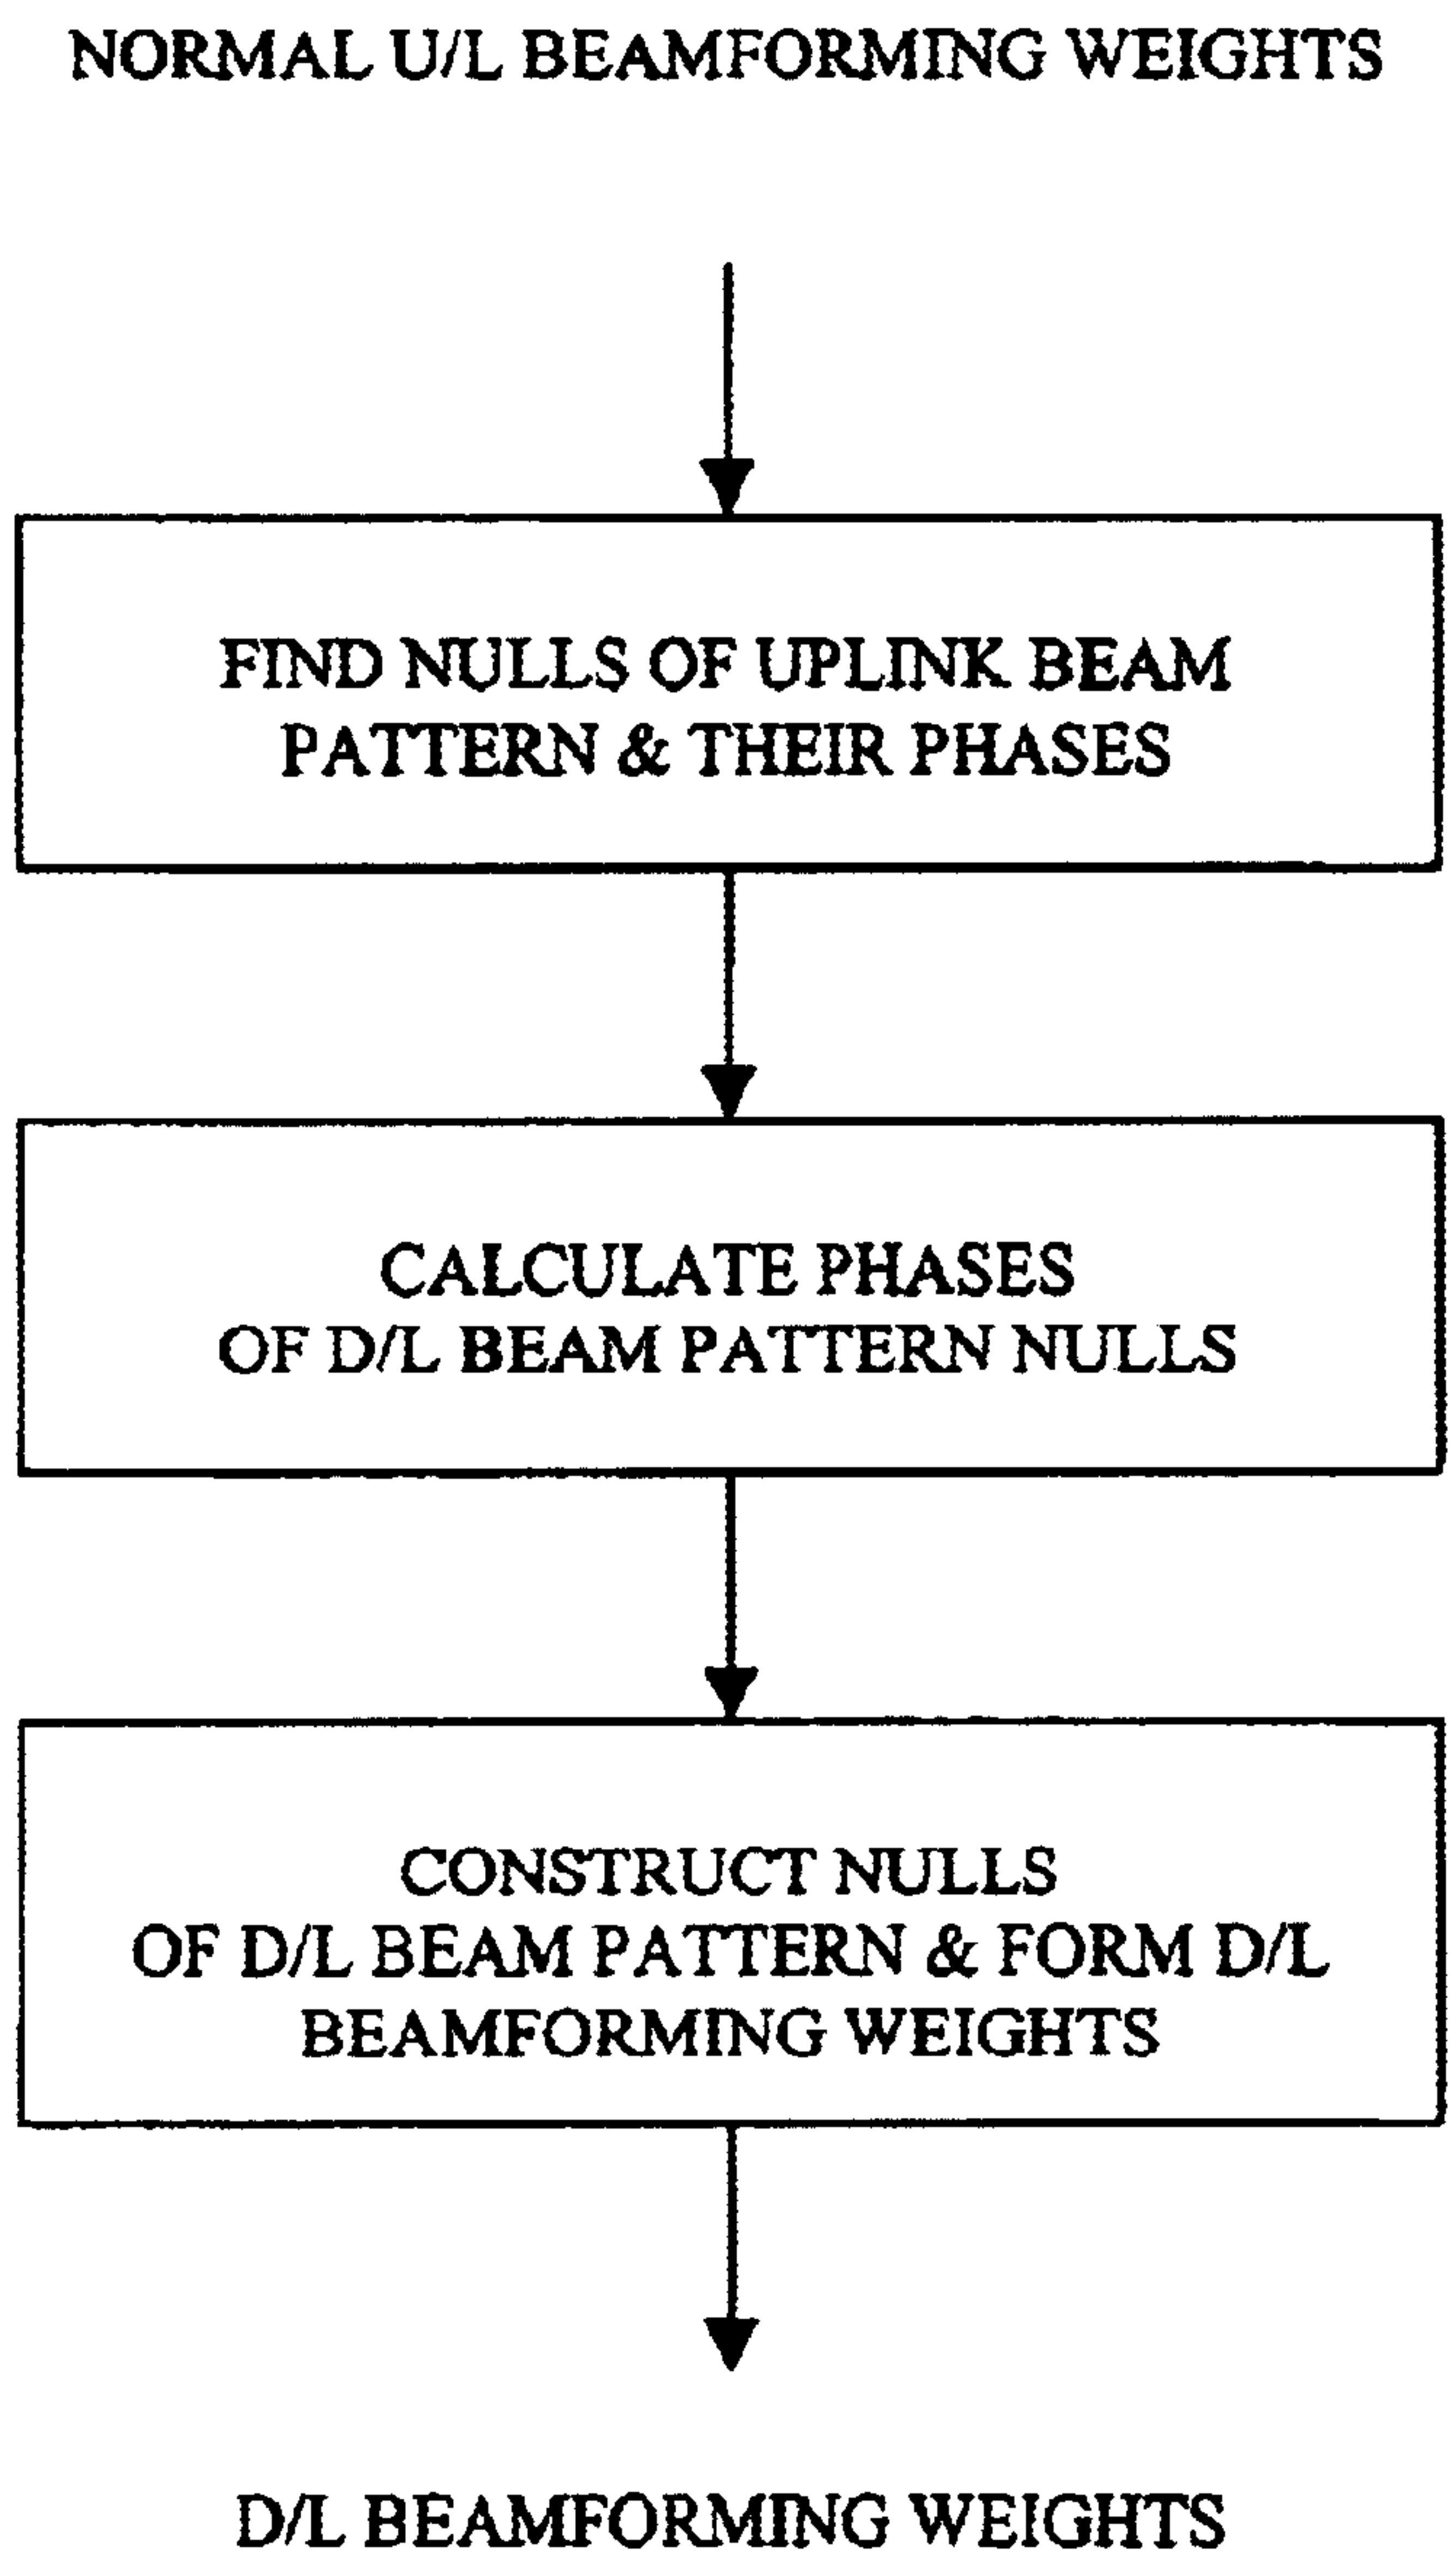 NORMAL U/L BEAMFORMING WEIGHTS
FIND NULLS OF UPLINK BEAM
PATTERN & THEIR PHASES
CALCULATE PHASES
OF D/L BEAM PATTERN NULLS
CONSTRUCT NULLS
OF D/L BEAM PATTERN & FORM D/L
BEAMFORMING WEIGHTS
D/L BEAMFORMING WEIGHTS